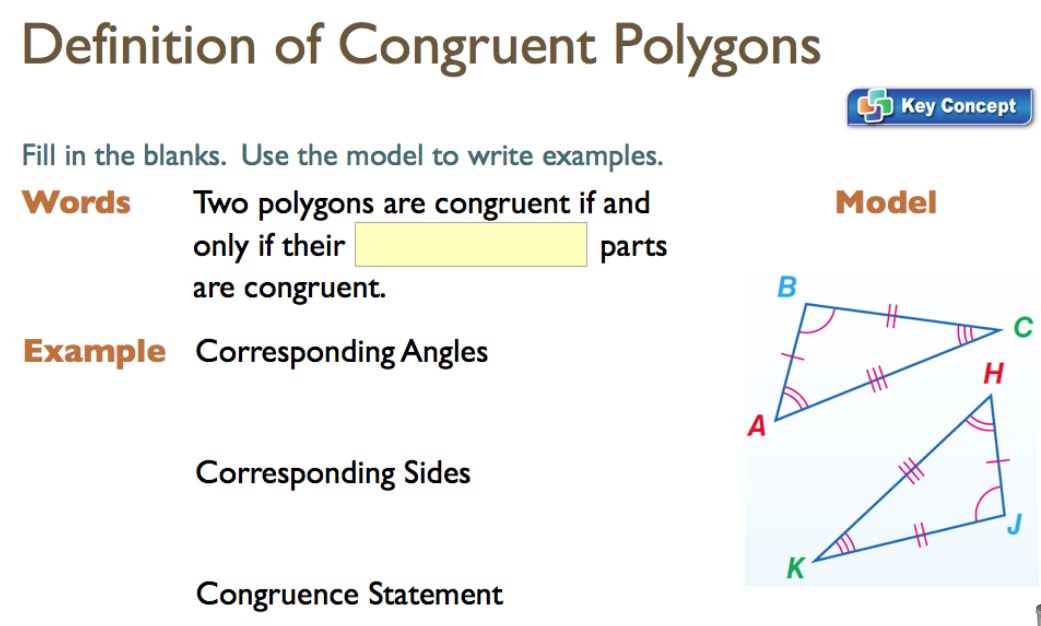 Definition of Congruent Polygons
Key Concept
Fill in the blanks. Use the model to write examples.
Words
Two polygons are congruent if and
only if their parts
are congruent.
Model
B
C
H
A
J
K
Example
Corresponding Angles
Corresponding Sides
Congruence Statement